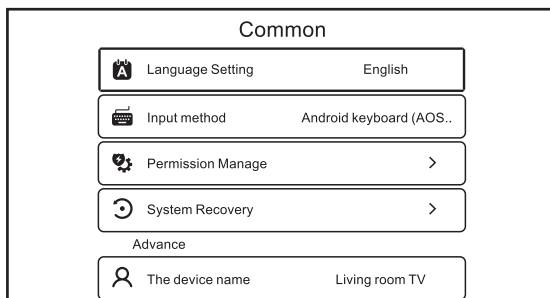 Common
Language Setting English
Input method Android keyboard (AOS..
Permission Manage
System Recovery
Advance
The device name Living room TV